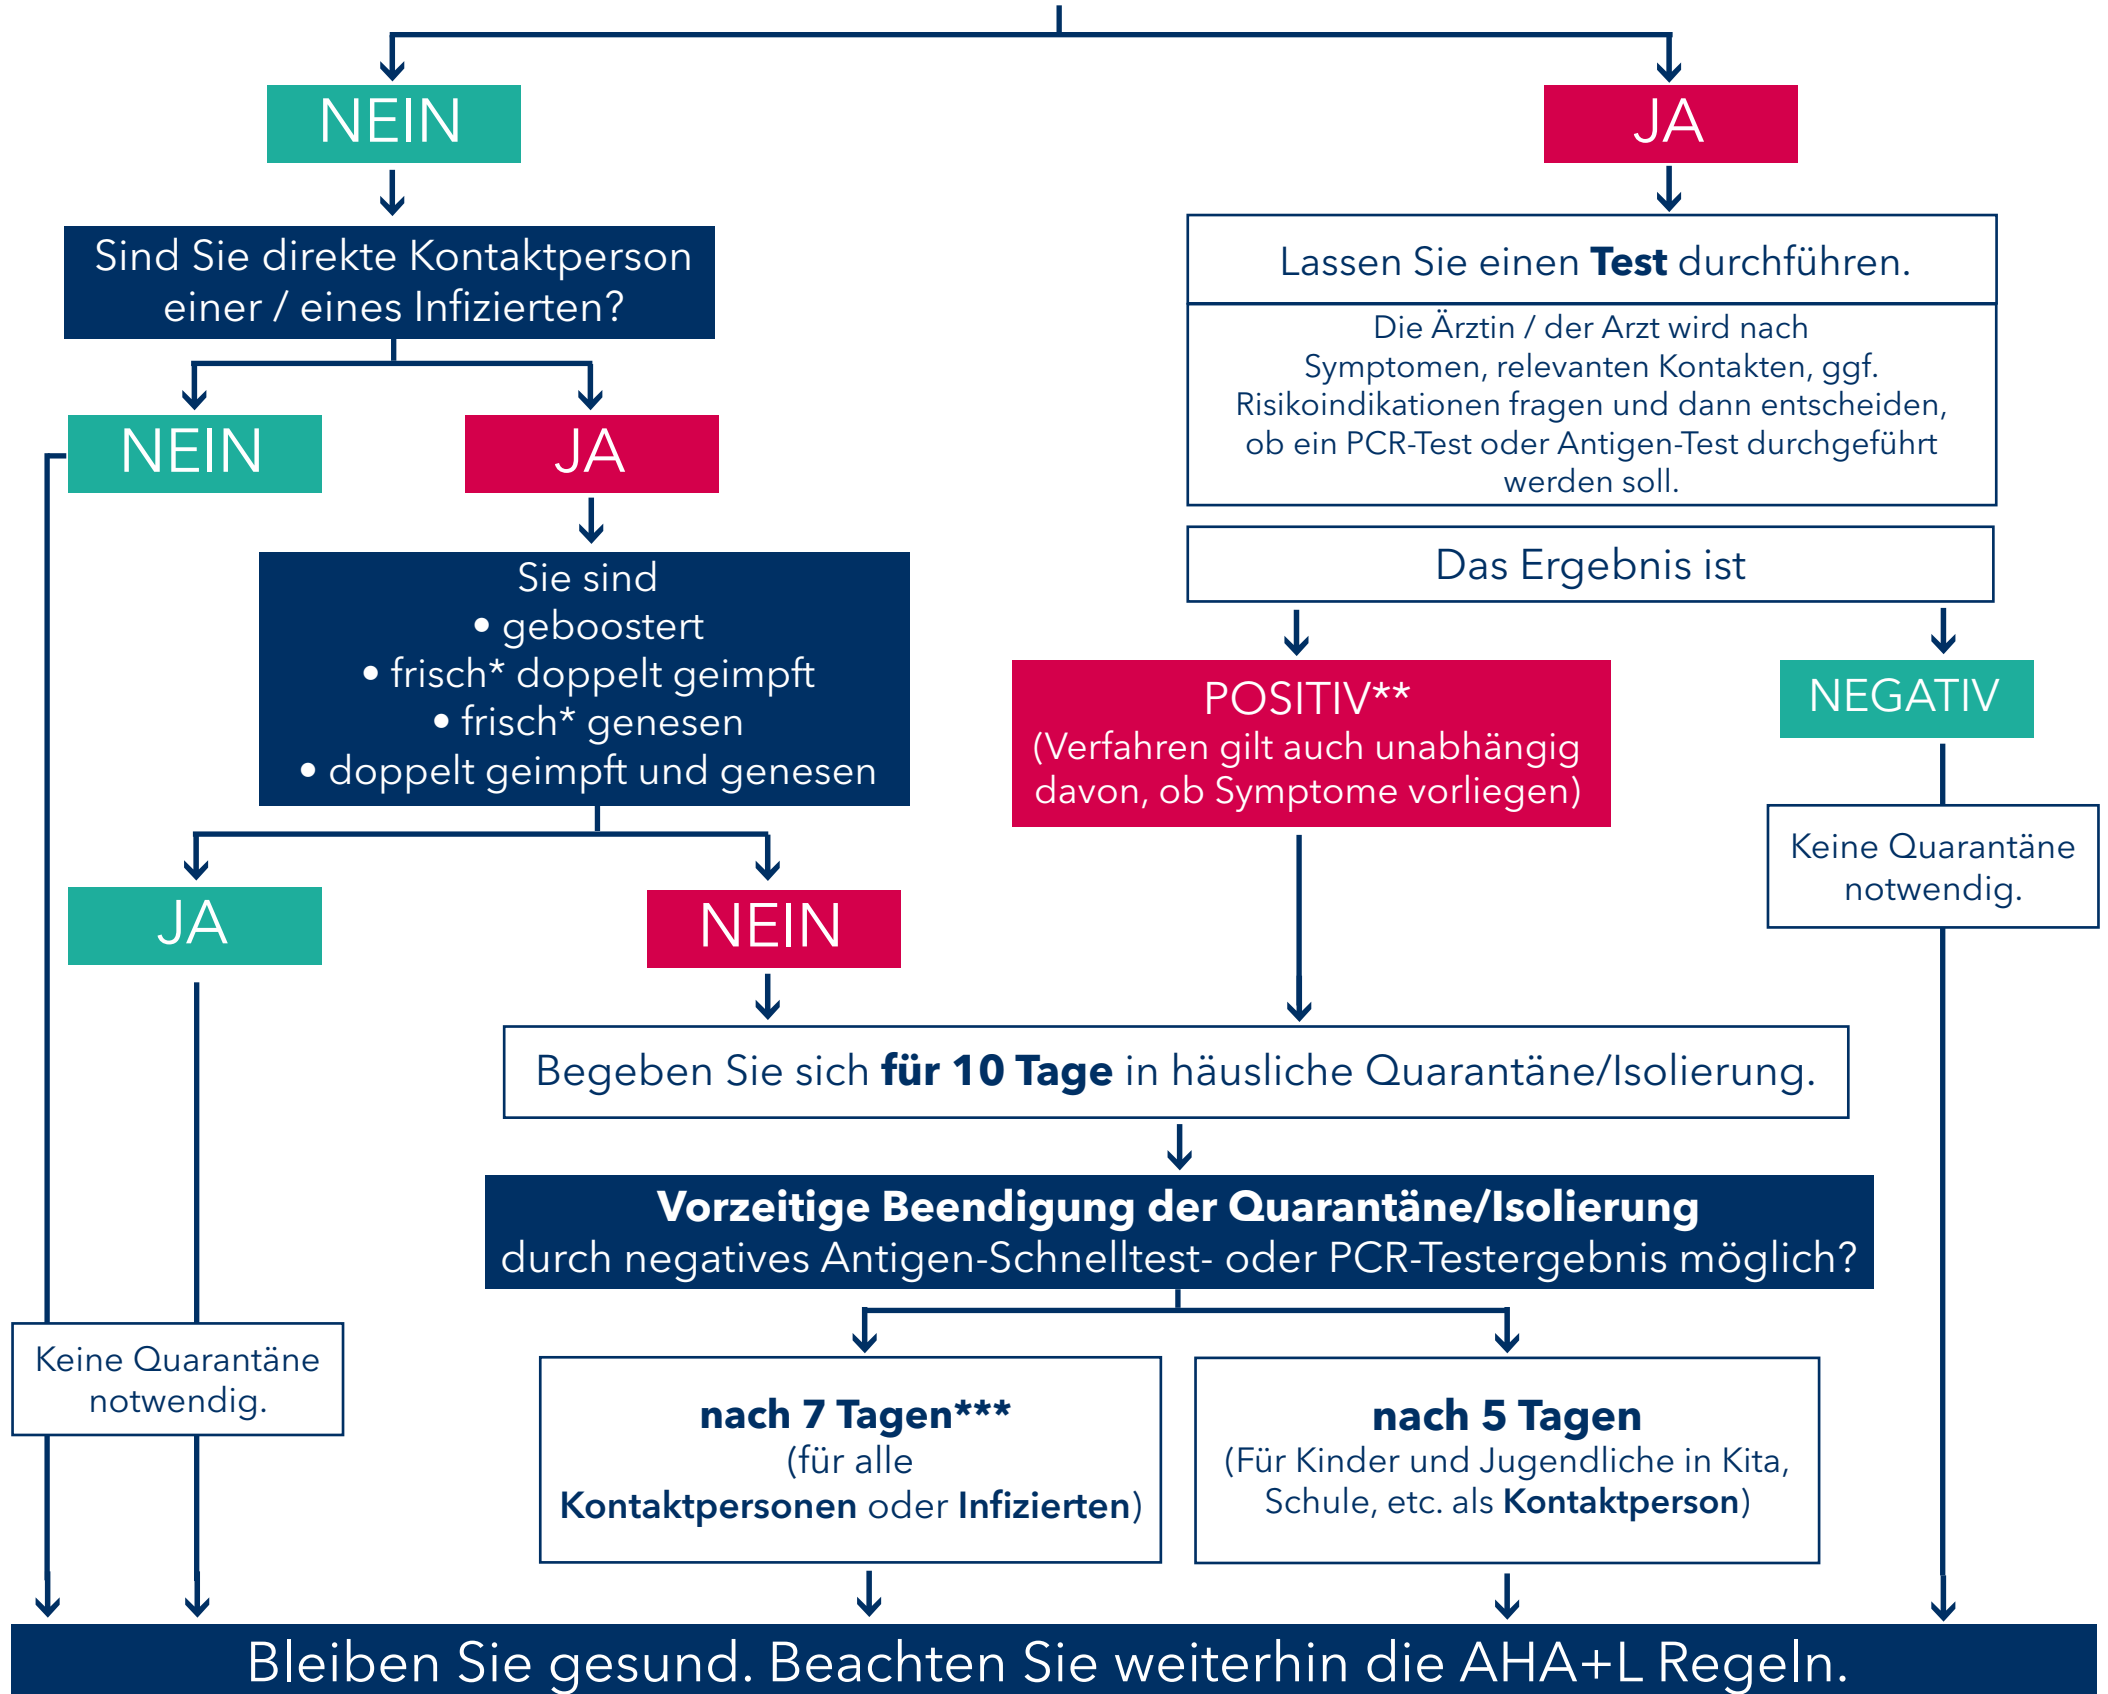 NEIN
JA
Sind Sie direkte Kontaktperson
einer / eines Infizierten?
NEIN
JA
Lassen Sie einen Test durchführen.
Die Ärztin / der Arzt wird nach
Symptomen, relevanten Kontakten, ggf.
Risikoindikationen fragen und dann entscheiden,
ob ein PCR-Test oder Antigen-Test durchgeführt
werden soll.
Das Ergebnis ist
Sie sind
• geboostert
• frisch* doppelt geimpft
• frisch* genesen
• doppelt geimpft und genesen
POSITIV**
(Verfahren gilt auch unabhängig
davon, ob Symptome vorliegen)
NEGATIV
Keine Quarantäne
notwendig.
JA
NEIN
Begeben Sie sich für 10 Tage in häusliche Quarantäne/Isolierung.
Vorzeitige Beendigung der Quarantäne/Isolierung
durch negatives Antigen-Schnelltest- oder PCR-Testergebnis möglich?
Keine Quarantäne
notwendig.
nach 7 Tagen***
(für alle
Kontaktpersonen oder Infizierten)
nach 5 Tagen
(Für Kinder und Jugendliche in Kita,
Schule, etc. als Kontaktperson)
Bleiben Sie gesund. Beachten Sie weiterhin die AHA+L Regeln.